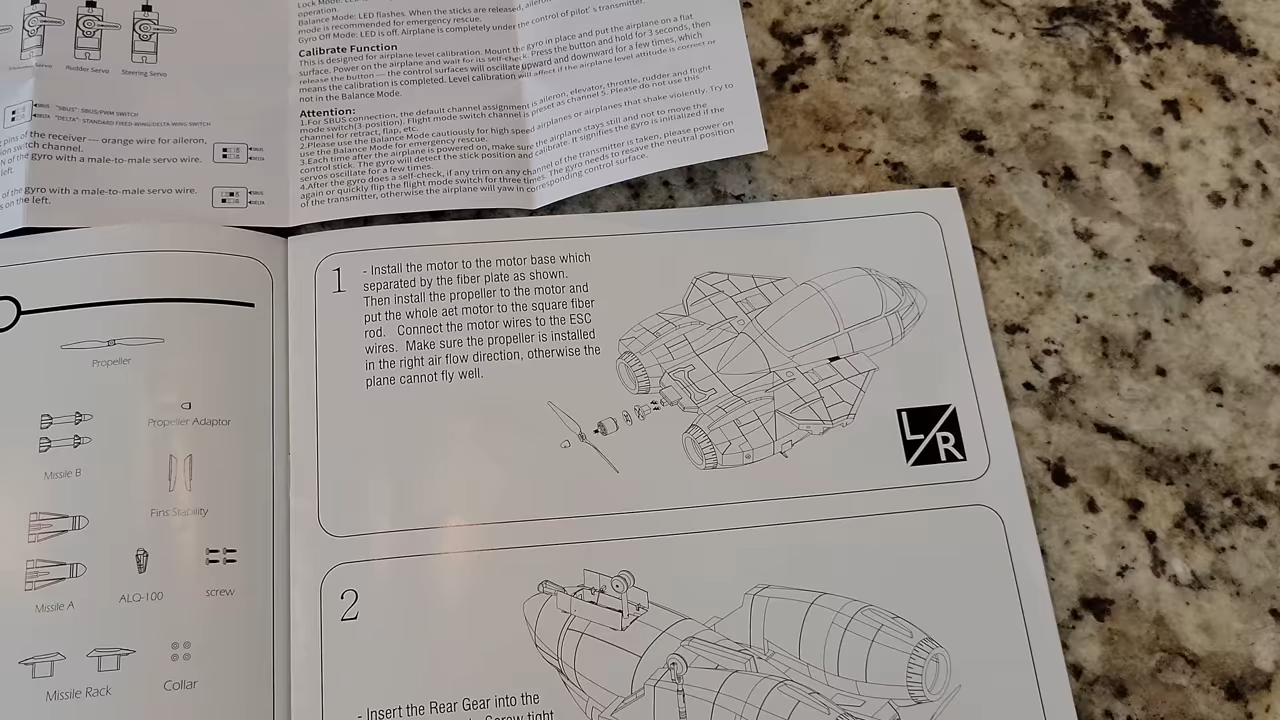 operation.
Balance Mode: LED flashes. When the sticks are released,
mode is recommended for emergency rescue.
Gyro Off Mode: LED is off. Airplane is completely under the control of pilot's transmitter.
Calibrate Function
This is designed for airplane level calibration. Mount the gyro in place and put the airplane on a flat
surface. Power on the airplane and wait for its self-check. Press the button and hold for 3 seconds, then
release the button — the control surfaces will oscillate upward and downward for a few times, which
means the calibration is completed. Level calibration will affect if the airplane level attitude is correct or
not in the Balance Mode.
Attention:
1.For SBUS connection, the default channel assignment is aileron, elevator, throttle, rudder and flight
mode switch(3-position). Flight mode switch channel is preset as channel 5. Please do not use this
channel for retract, flap, etc.
2.Please use the Balance Mode cautiously for high speed airplanes or airplanes that shake violently. Try to
use the Balance Mode for emergency rescue.
3.Each time after the airplane is powered on, make sure the airplane stays still and not to move the
control stick. The gyro will detect the stick position and calibrate. It signifies the gyro is initialized if the
servos oscillate for a few times.
4.After the gyro does a self-check, if any trim on any channel of the transmitter is taken, please power on
again or quickly flip the flight mode switch for three times. The gyro needs to resave the neutral position
of the transmitter, otherwise the airplane will yaw in corresponding control surface.
Servo
Rudder Servo
Steering Servo
SBUS "SBUS": SBUS/PWM SWITCH
DELTA "DELTA": STANDARD FIXED-WING/DELTA-WING SWITCH
pins of the receiver — orange wire for aileron,
switch channel.
of the gyro with a male-to-male servo wire.
left.
SBUS
DELTA
of the gyro with a male-to-male servo wire.
on the left.
SBUS
DELTA
Propeller
Propeller Adaptor
Missile B
Fins Stability
Missile A
ALQ-100
screw
Missile Rack
Collar
1
- Install the motor to the motor base which
separated by the fiber plate as shown.
Then install the propeller to the motor and
put the whole aet motor to the square fiber
rod. Connect the motor wires to the ESC
wires. Make sure the propeller is installed
in the right air flow direction, otherwise the
plane cannot fly well.
L/R
2
- Insert the Rear Gear into the
Screw tight